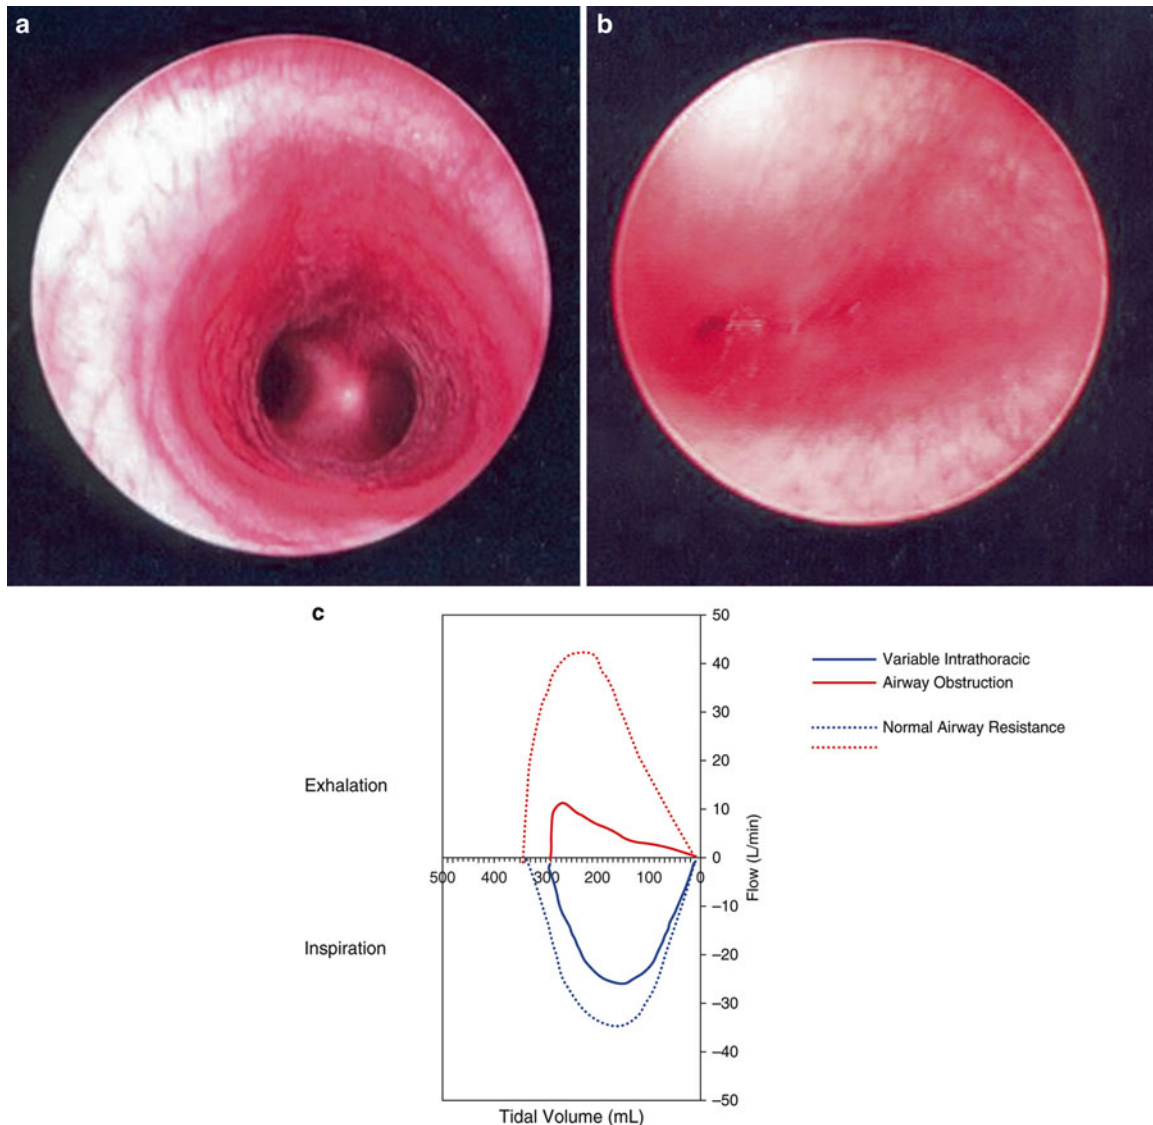 a
b
c
50
40
30
20
10
0
-10
-20
-30
-40
-50
Flow (L/min)
500 400 300 200 100 0
Exhalation
Inspiration
Tidal Volume (mL)
Variable Intrathoracic
Airway Obstruction
Normal Airway Resistance